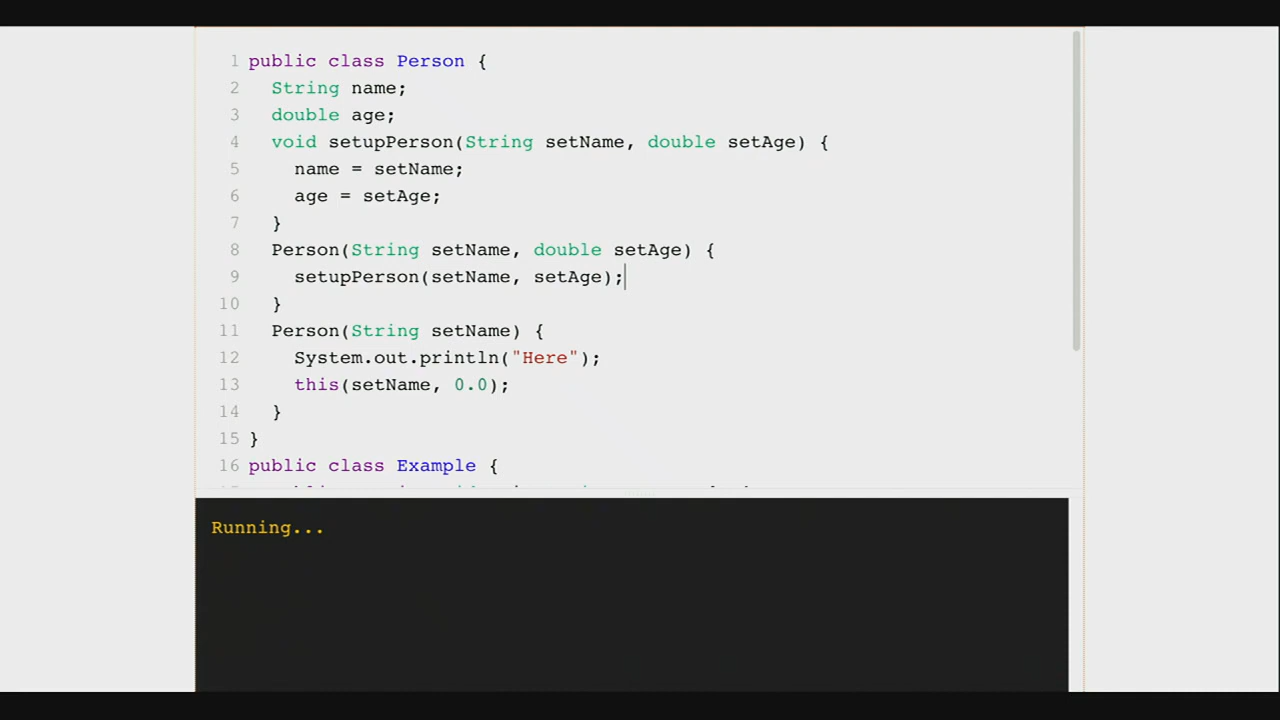 1 public class Person {
2 String name;
3 double age;
4 void setupPerson(String setName, double setAge) {
5 name = setName;
6 age = setAge;
7 }
8 Person(String setName, double setAge) {
9 setupPerson(setName, setAge);
10 }
11 Person(String setName) {
12 System.out.println("Here");
13 this(setName, 0.0);
14 }
15 }
16 public class Example {
Running...